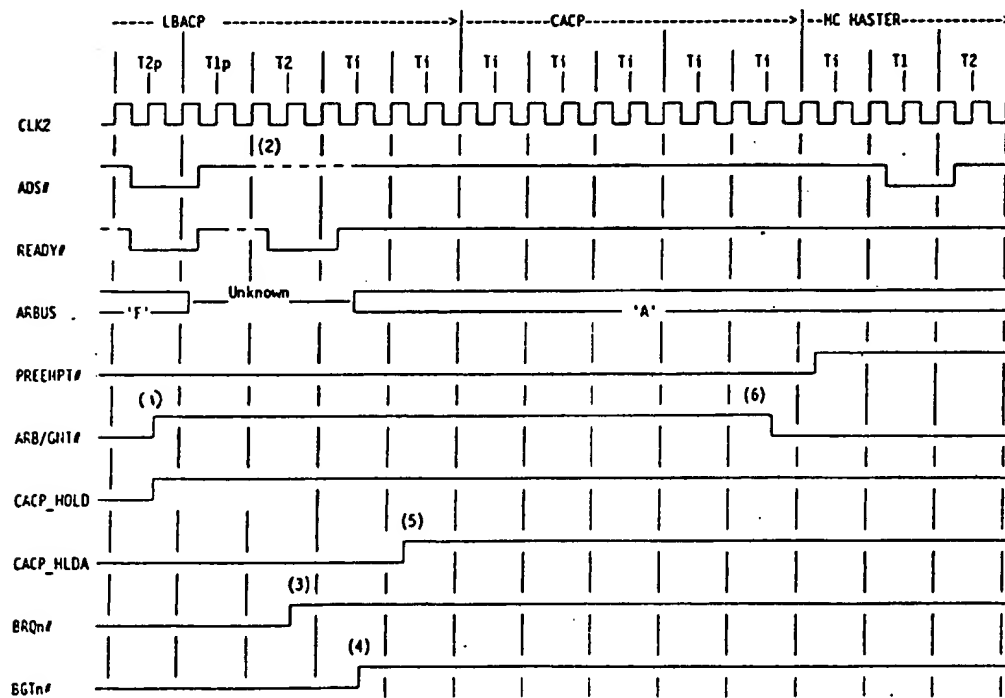 LBACP CACP MC MASTER
T2p T1p T2 Ti Ti Ti Ti Ti Ti Ti Ti T1 T2
CLK2
(2)
ADS#
READY#
Unknown
ARBUS 'F' 'A'
PREEMPT#
(1) (6)
ARB/GNT#
CACP_HOLD
(5)
CACP_HLDA
(3)
BRQn#
(4)
BGTn#